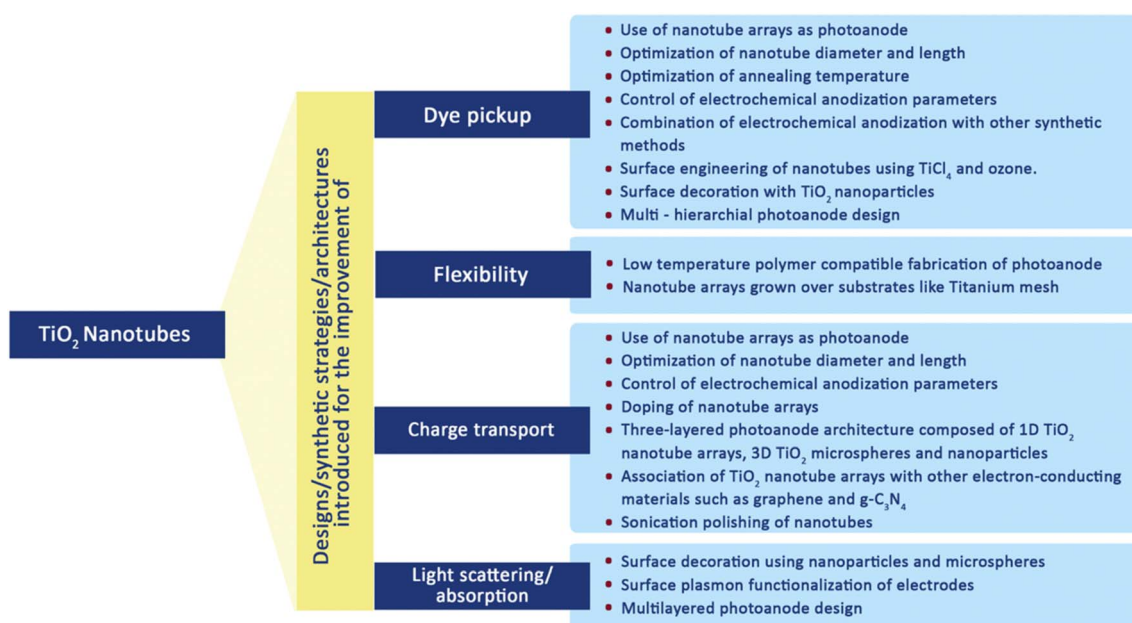 TiO₂ Nanotubes
Designs/synthetic strategies/architectures
introduced for the improvement of
Dye pickup
• Use of nanotube arrays as photoanode
• Optimization of nanotube diameter and length
• Optimization of annealing temperature
• Control of electrochemical anodization parameters
• Combination of electrochemical anodization with other synthetic
methods
• Surface engineering of nanotubes using TiCl₄ and ozone.
• Surface decoration with TiO₂ nanoparticles
• Multi - hierarchial photoanode design
Flexibility
• Low temperature polymer compatible fabrication of photoanode
• Nanotube arrays grown over substrates like Titanium mesh
Charge transport
• Use of nanotube arrays as photoanode
• Optimization of nanotube diameter and length
• Control of electrochemical anodization parameters
• Doping of nanotube arrays
• Three-layered photoanode architecture composed of 1D TiO₂
nanotube arrays, 3D TiO₂ microspheres and nanoparticles
• Association of TiO₂ nanotube arrays with other electron-conducting
materials such as graphene and g-C₃N₄
• Sonication polishing of nanotubes
Light scattering/
absorption
• Surface decoration using nanoparticles and microspheres
• Surface plasmon functionalization of electrodes
• Multilayered photoanode design